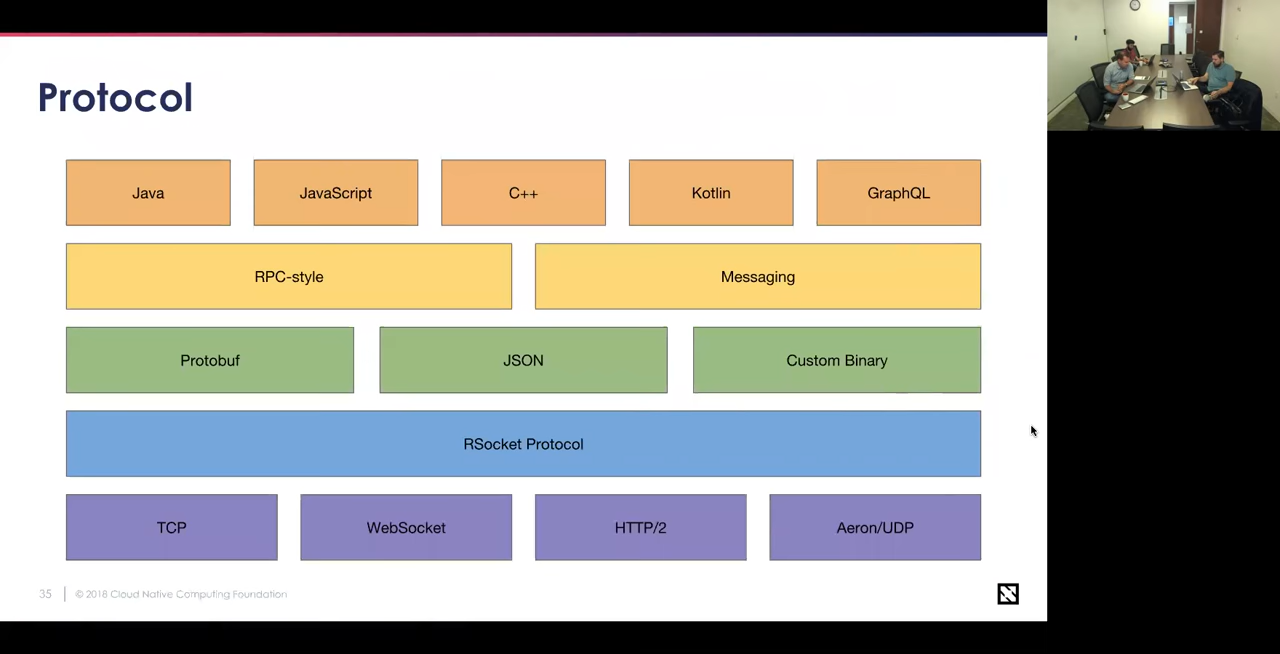 Protocol
Java
JavaScript
C++
Kotlin
GraphQL
RPC-style
Messaging
Protobuf
JSON
Custom Binary
RSocket Protocol
TCP
WebSocket
HTTP/2
Aeron/UDP
35
© 2018 Cloud Native Computing Foundation